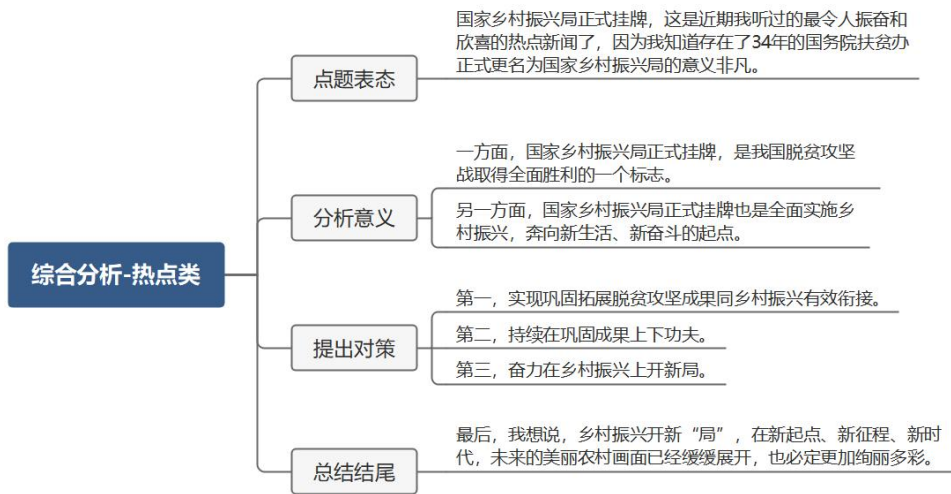 综合分析-热点类
点题表态
国家乡村振兴局正式挂牌，这是近期我听过的最令人振奋和
欣喜的热点新闻了，因为我知道存在了34年的国务院扶贫办
正式更名为国家乡村振兴局的意义非凡。
分析意义
一方面，国家乡村振兴局正式挂牌，是我国脱贫攻坚
战取得全面胜利的一个标志。
另一方面，国家乡村振兴局正式挂牌也是全面实施乡
村振兴，奔向新生活、新奋斗的起点。
提出对策
第一，实现巩固拓展脱贫攻坚成果同乡村振兴有效衔接。
第二，持续在巩固成果上下功夫。
第三，奋力在乡村振兴上开新局。
总结结尾
最后，我想说，乡村振兴开新“局”，在新起点、新征程、新时
代，未来的美丽农村画面已经缓缓展开，也必定更加绚丽多彩。